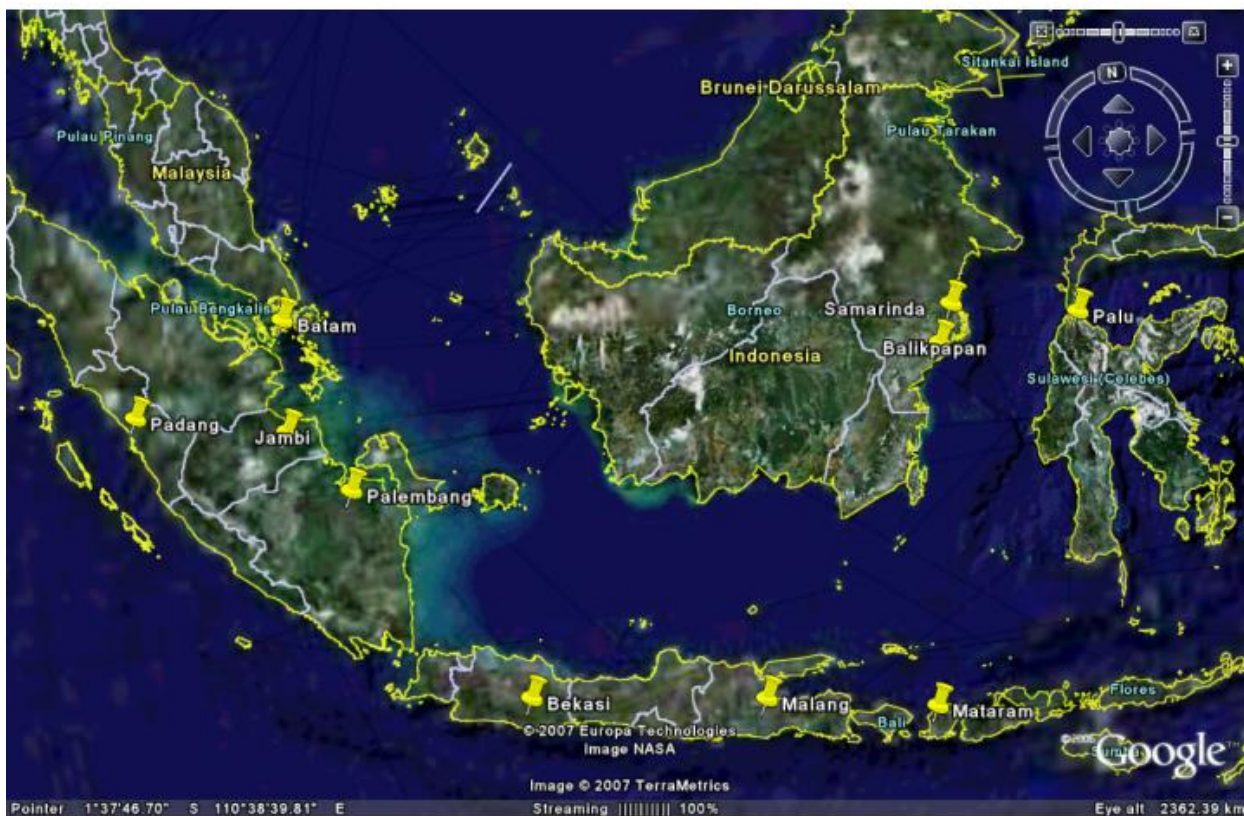 Sitankai Island
N
Brunei Darussalam
Pulau Tarakan
Pulau Pinang
Malaysia
Pulau Bengkalis
Batam
Borneo
Samarinda
Palu
Balikpapan
Indonesia
Sulawesi (Celebes)
Padang
Jambi
Palembang
Bekasi
Malang
Mataram
Flores
Bali
© 2007 Europa Technologies
Image NASA
Sumba
Google™
Image © 2007 TerraMetrics
Pointer 1°37'46.70" S 110°38'39.81" E Streaming |||||||||| 100% Eye alt 2362.39 km